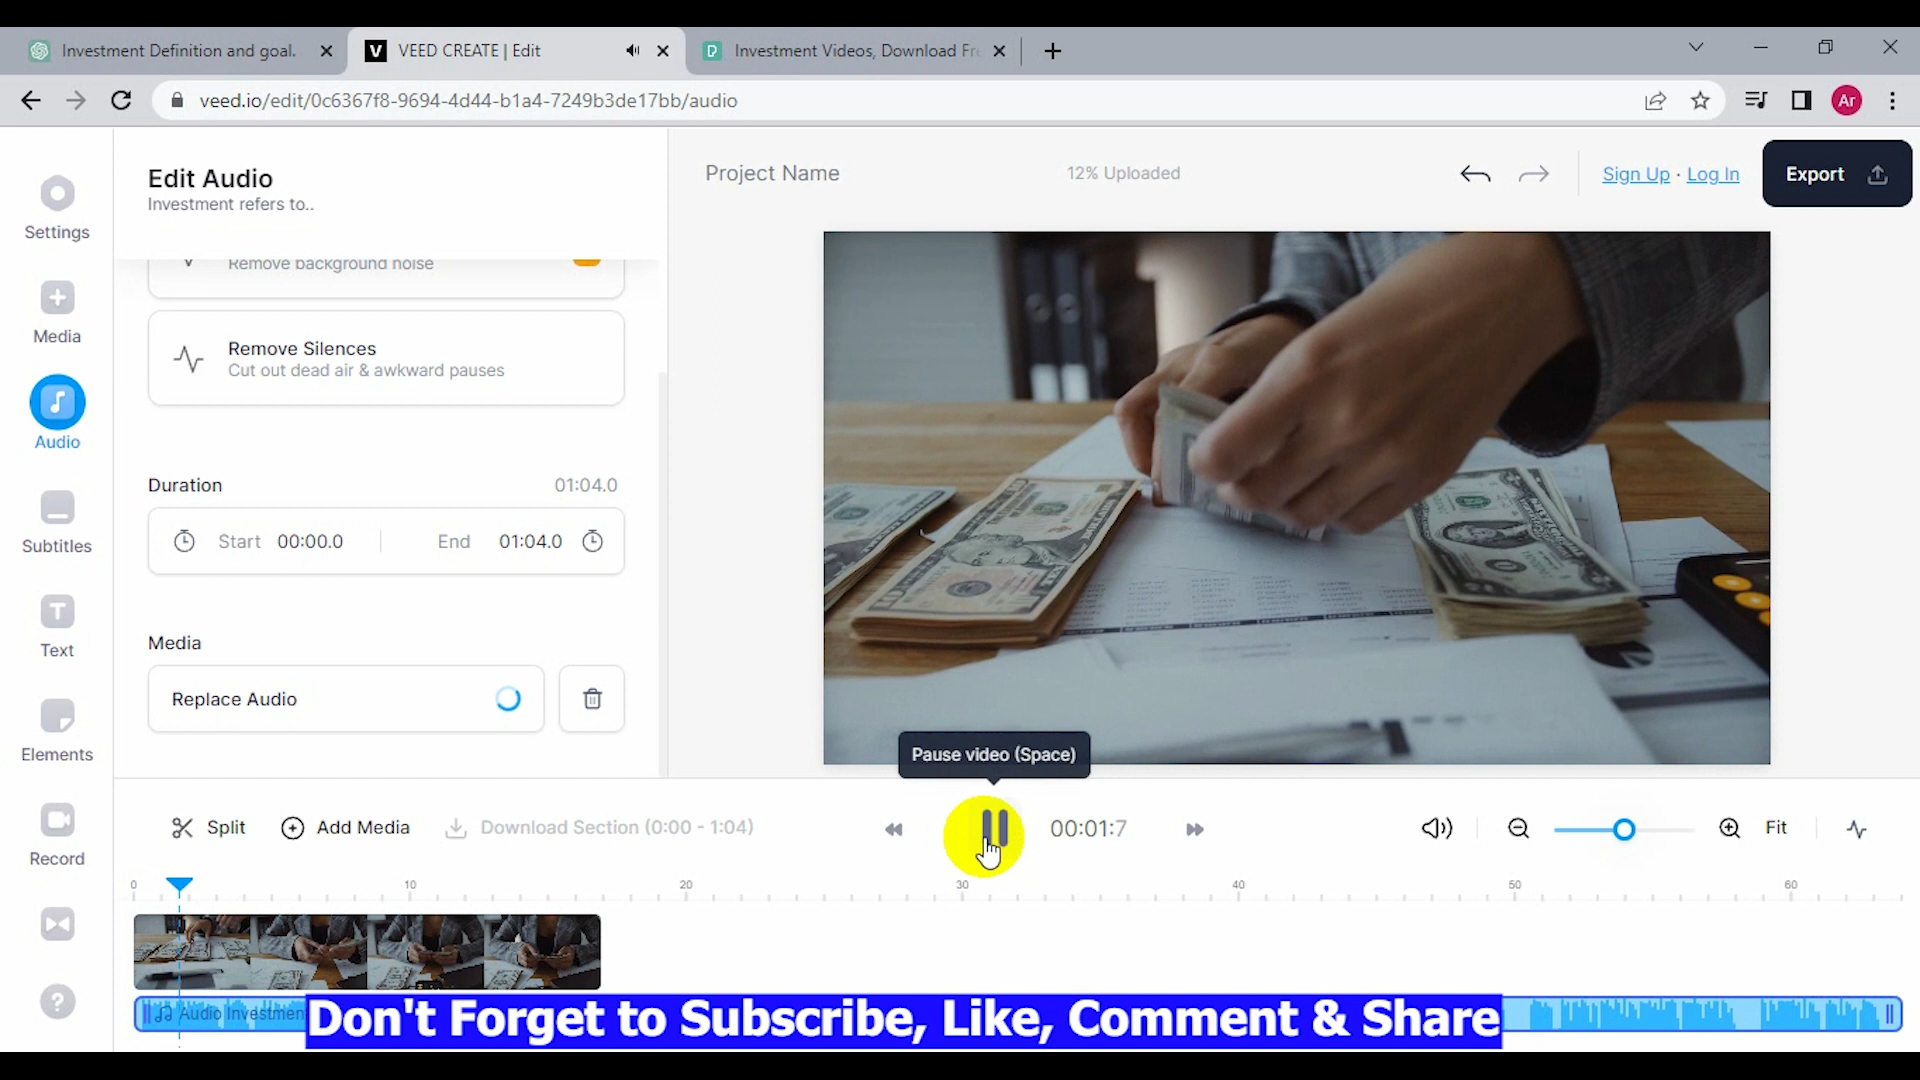 Investment Definition and goal.
VEED CREATE | Edit
Investment Videos, Download Fre
veed.io/edit/0c6367f8-9694-4d44-b1a4-7249b3de17bb/audio
Ar
Settings
Media
Audio
Subtitles
Text
Elements
Record
Edit Audio
Investment refers to..
Remove background noise
Remove Silences
Cut out dead air & awkward pauses
Duration 01:04.0
Start 00:00.0 End 01:04.0
Media
Replace Audio
Project Name
12% Uploaded
Sign Up · Log In
Export
Pause video (Space)
Split
Add Media
Download Section (0:00 - 1:04)
00:01:7
Fit
0 10 20 30 40 50 60
Audio Investmen
Don't Forget to Subscribe, Like, Comment & Share